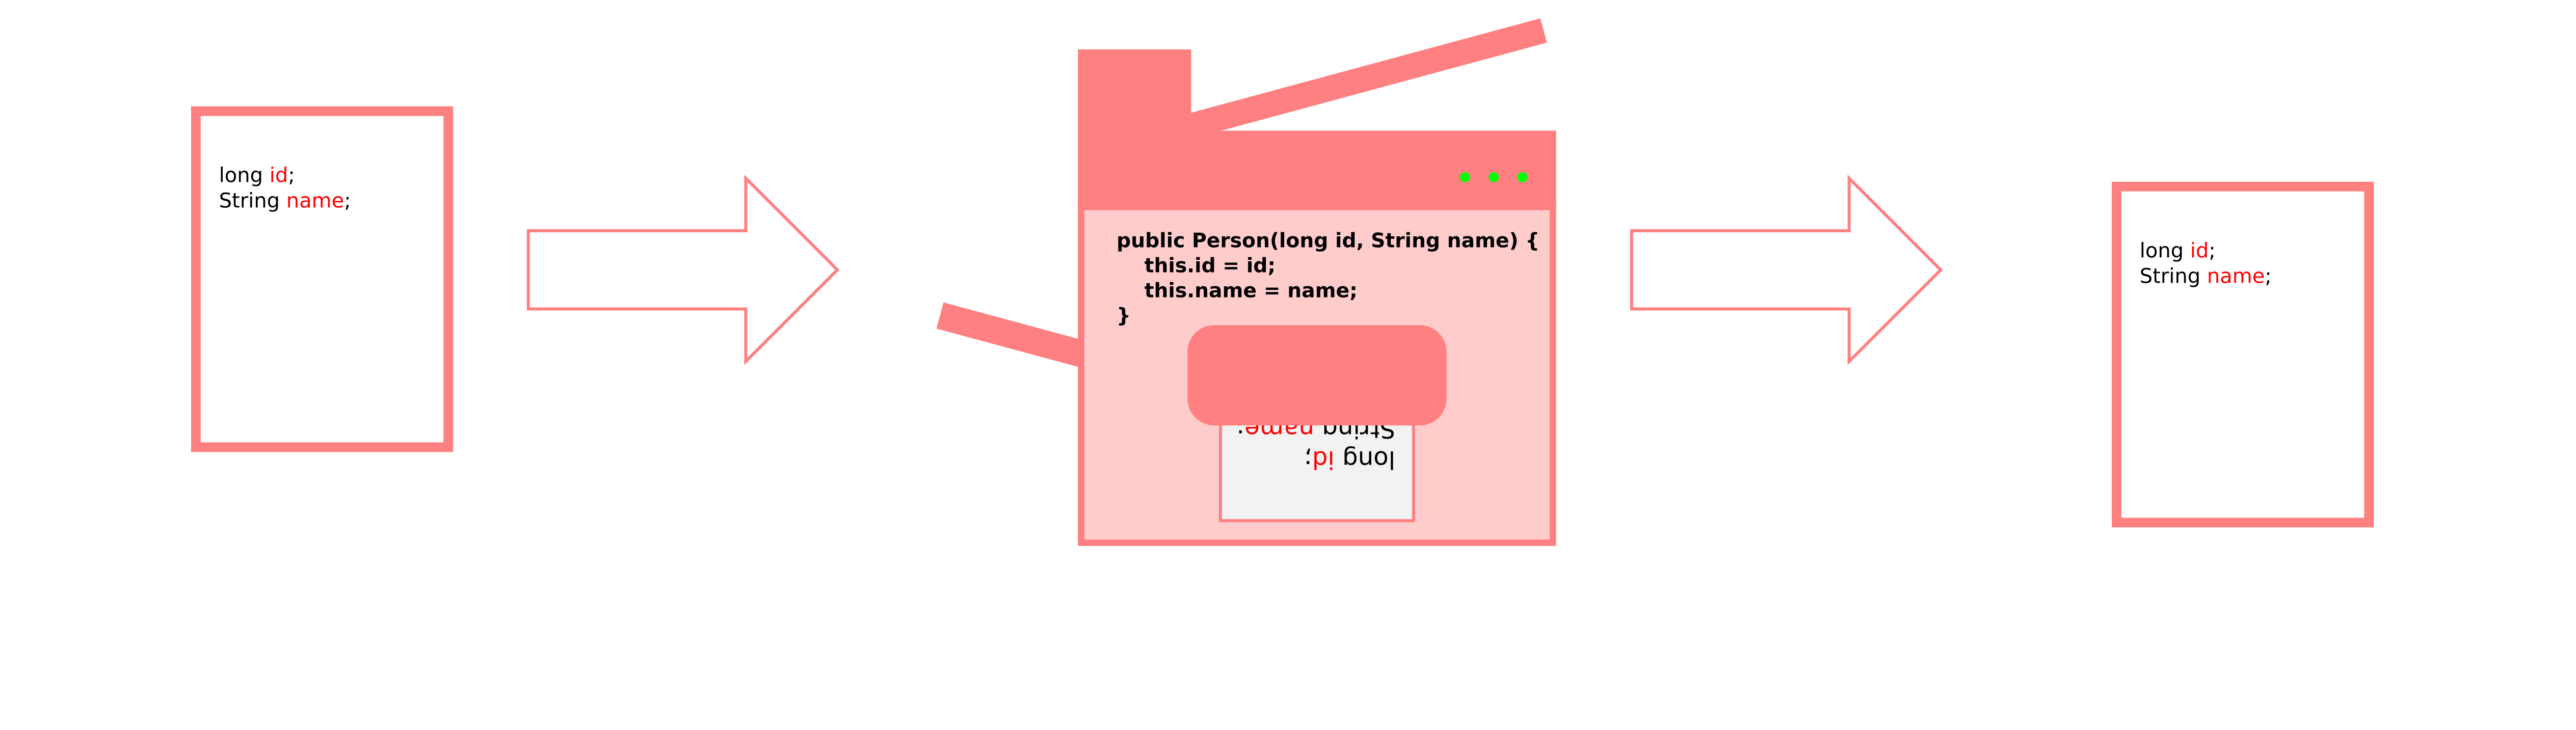 long id;
String name;
public Person(long id, String name) {
this.id = id;
this.name = name;
}
String name:
long id;
long id;
String name;